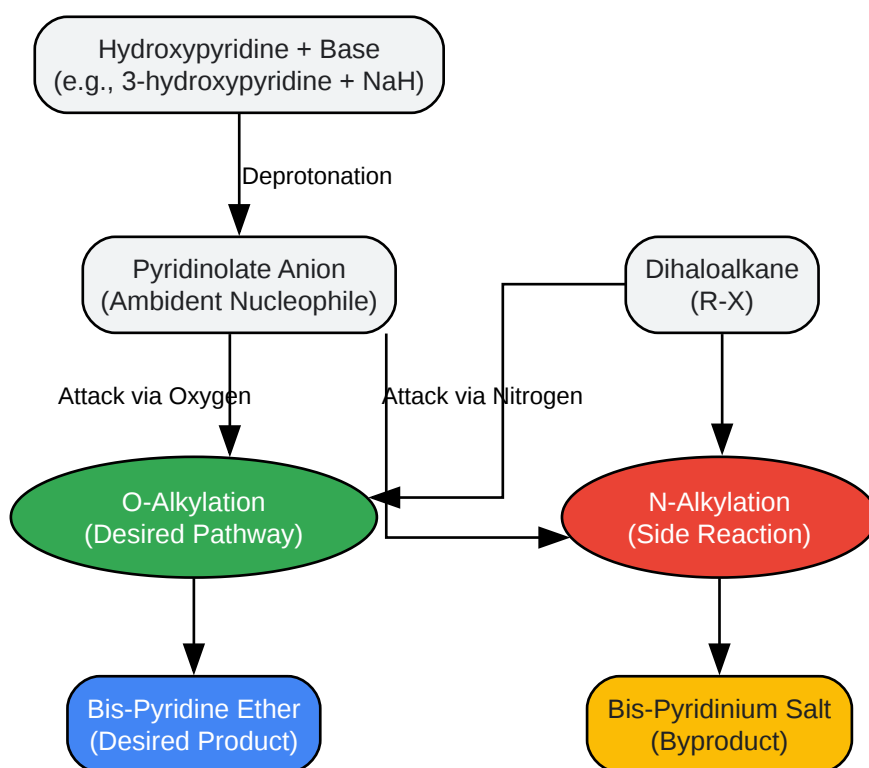 Hydroxypyridine + Base
(e.g., 3-hydroxypyridine + NaH)
Deprotonation
Pyridinolate Anion
(Ambident Nucleophile)
Dihaloalkane
(R-X)
Attack via Oxygen
Attack via Nitrogen
O-Alkylation
(Desired Pathway)
N-Alkylation
(Side Reaction)
Bis-Pyridine Ether
(Desired Product)
Bis-Pyridinium Salt
(Byproduct)